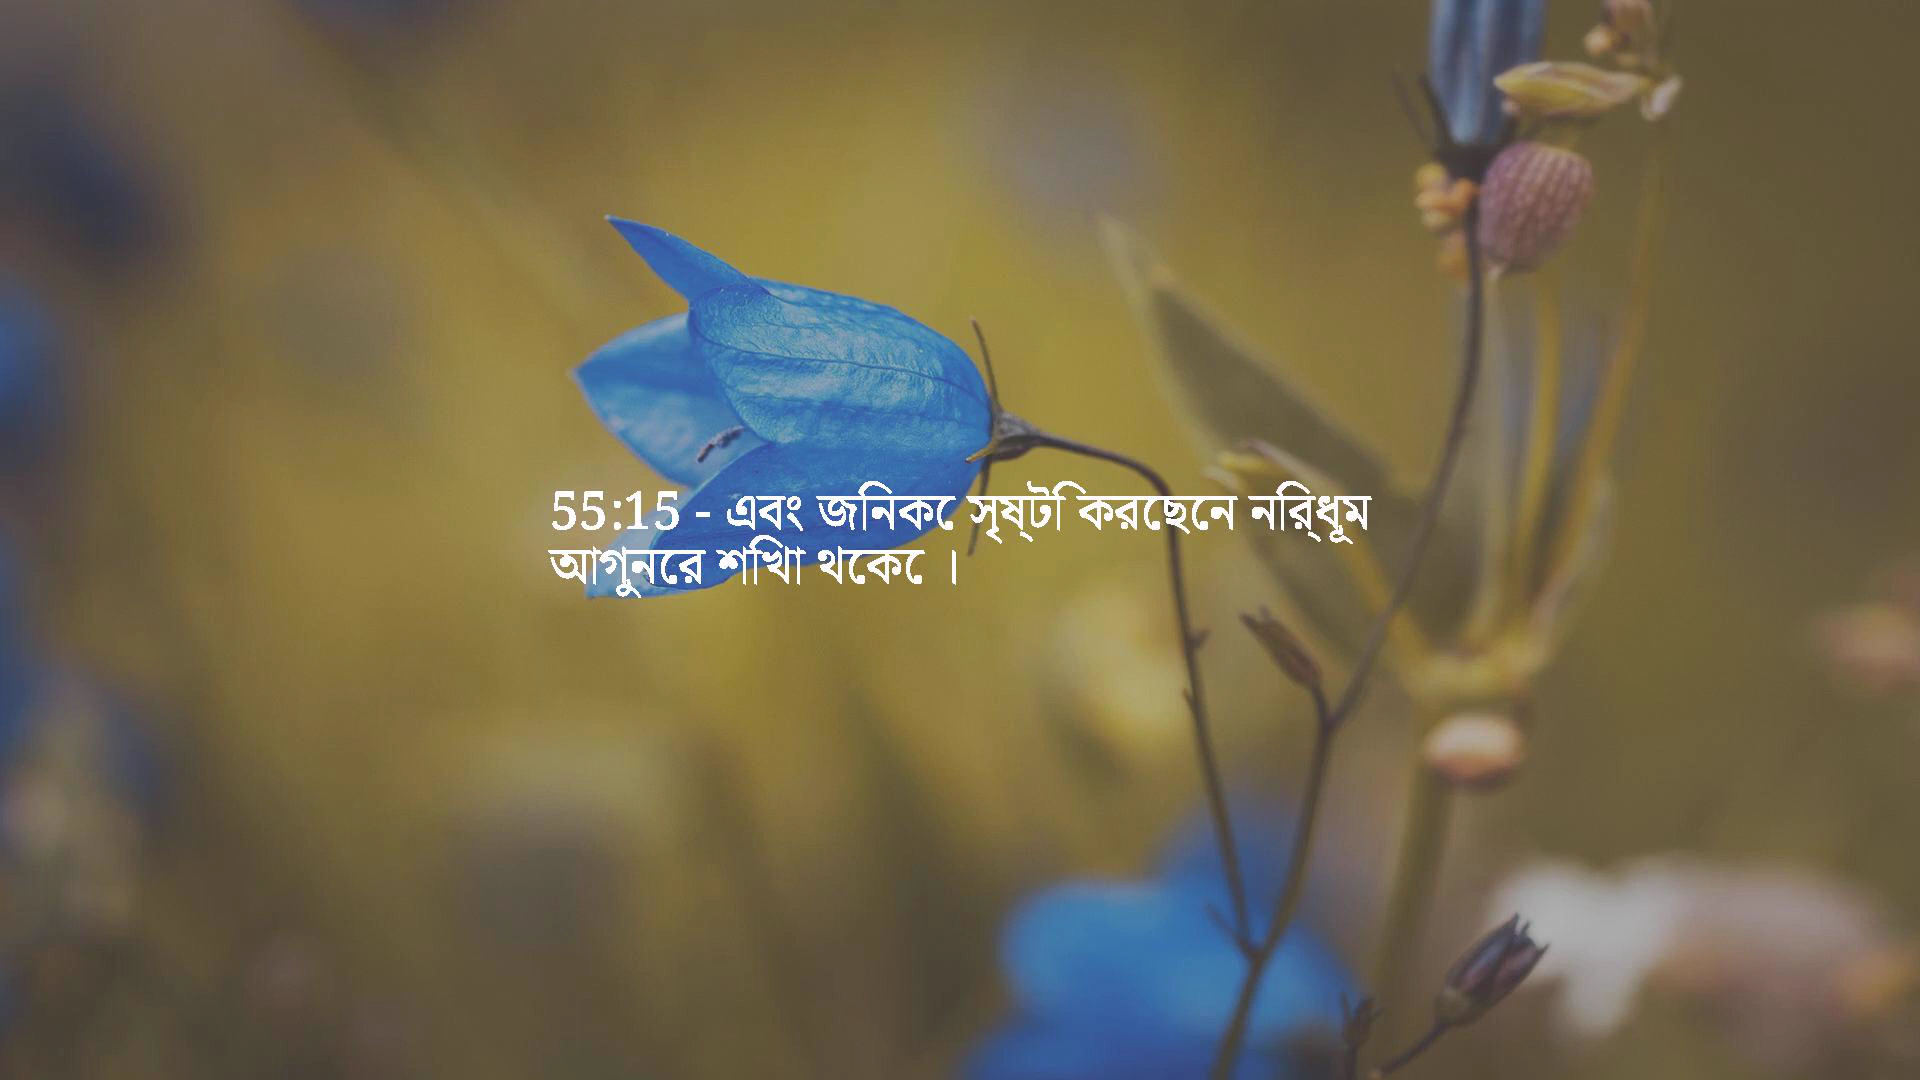 55:15 - এবং জিনকে সৃষ্টি করেছেন নির্ধূম
আগুনের শিখা থেকে ।